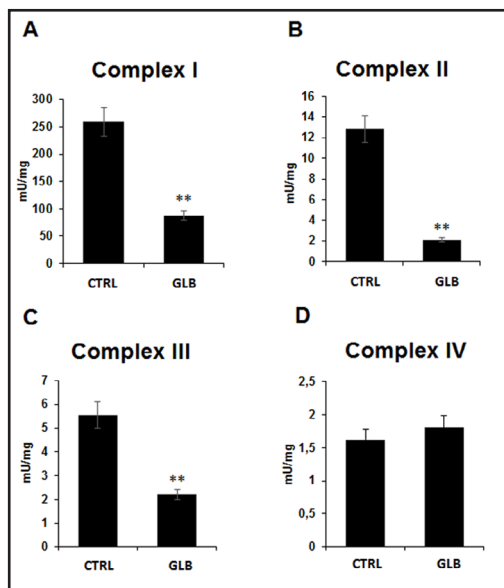 A
Complex I
mU/mg
300
250
200
150
100
50
0
**
CTRL GLB
B
Complex II
mU/mg
16
14
12
10
8
6
4
2
0
**
CTRL GLB
C
Complex III
mU/mg
7
6
5
4
3
2
1
0
**
CTRL GLB
D
Complex IV
mU/mg
2,5
2
1,5
1
0,5
0
CTRL GLB